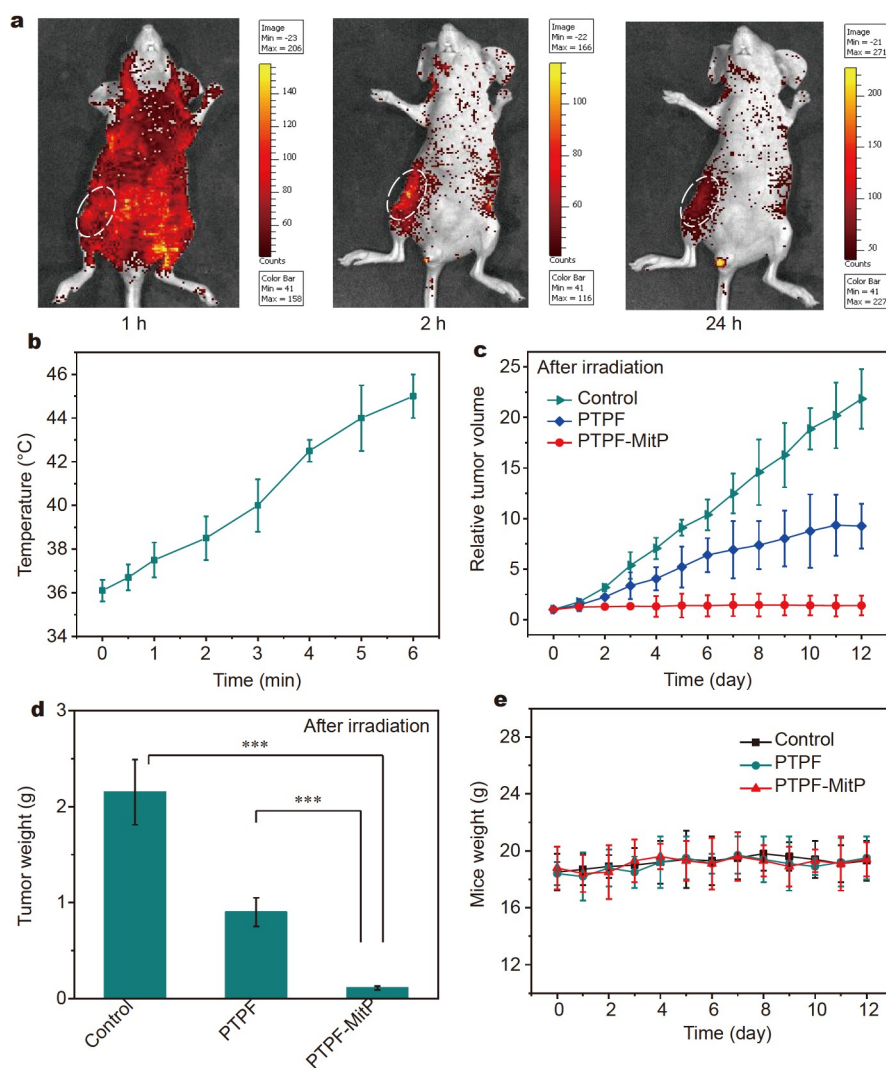 a
Image
Min = -23
Max = 206
140
120
100
80
60
Counts
Color Bar
Min = 41
Max = 158
1 h
Image
Min = -22
Max = 166
100
80
60
Counts
Color Bar
Min = 41
Max = 116
2 h
Image
Min = -21
Max = 271
200
150
100
50
Counts
Color Bar
Min = 41
Max = 227
24 h
b
Temperature (°C)
46
44
42
40
38
36
34
0 1 2 3 4 5 6
Time (min)
c
After irradiation
Control
PTPF
PTPF-MitP
Relative tumor volume
25
20
15
10
5
0
0 2 4 6 8 10 12
Time (day)
d
After irradiation
***
***
Tumor weight (g)
3
2
1
0
Control
PTPF
PTPF-MitP
e
Control
PTPF
PTPF-MitP
Mice weight (g)
28
24
20
16
12
0 2 4 6 8 10 12
Time (day)